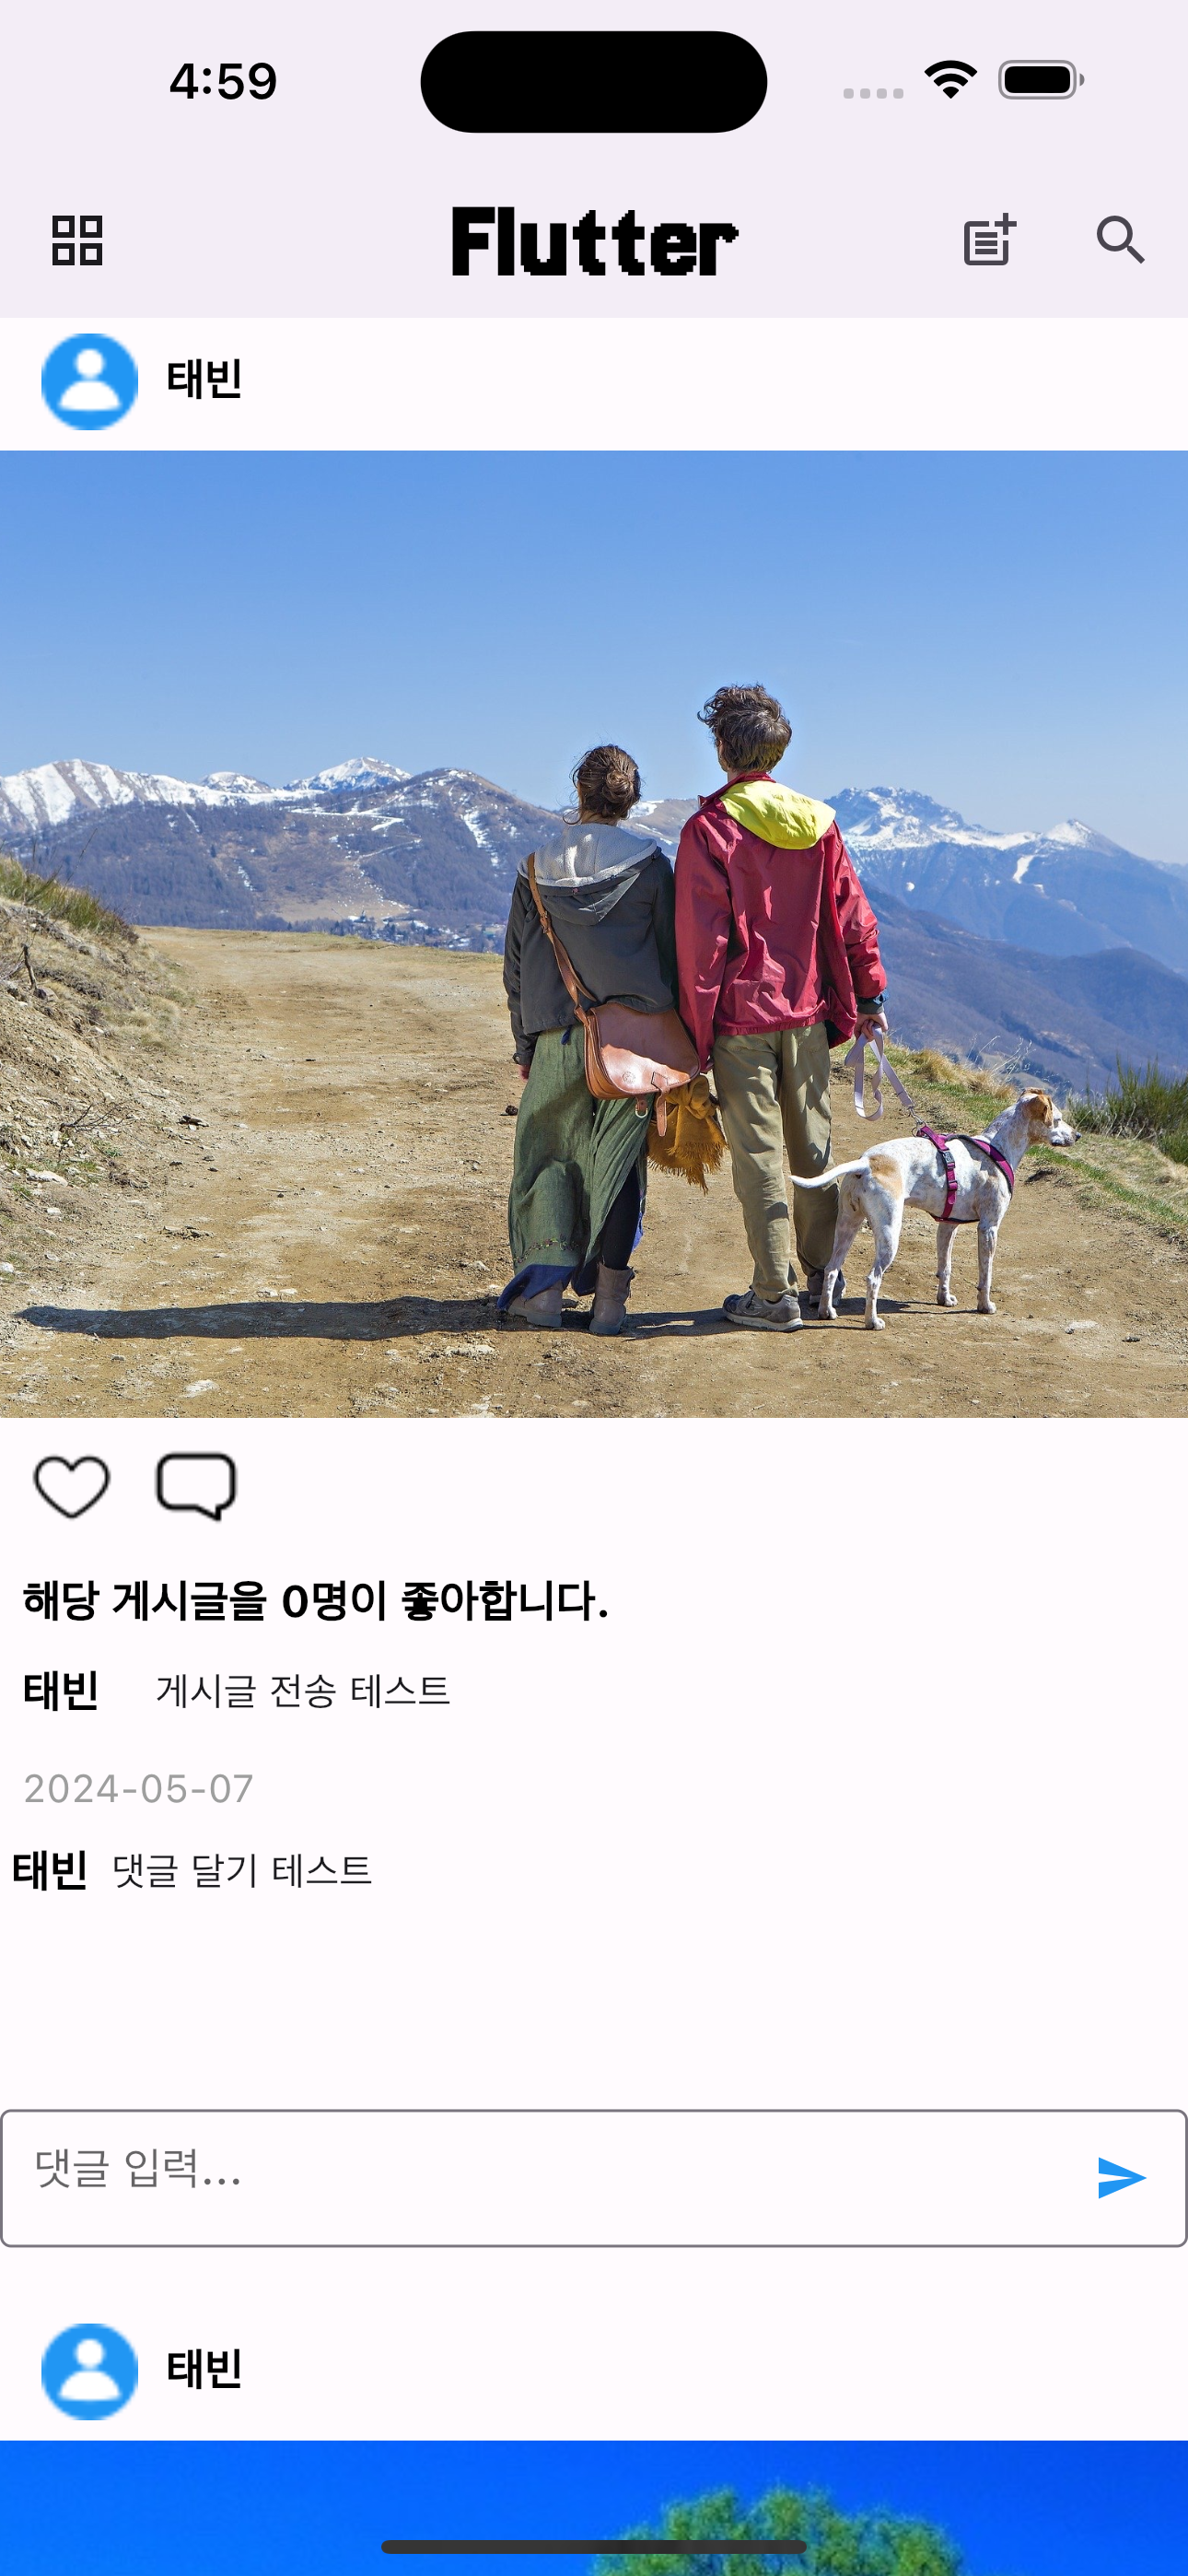 4:59
Flutter
태빈
해당 게시글을 0명이 좋아합니다.
태빈 게시글 전송 테스트
2024-05-07
태빈 댓글 달기 테스트
댓글 입력...
태빈